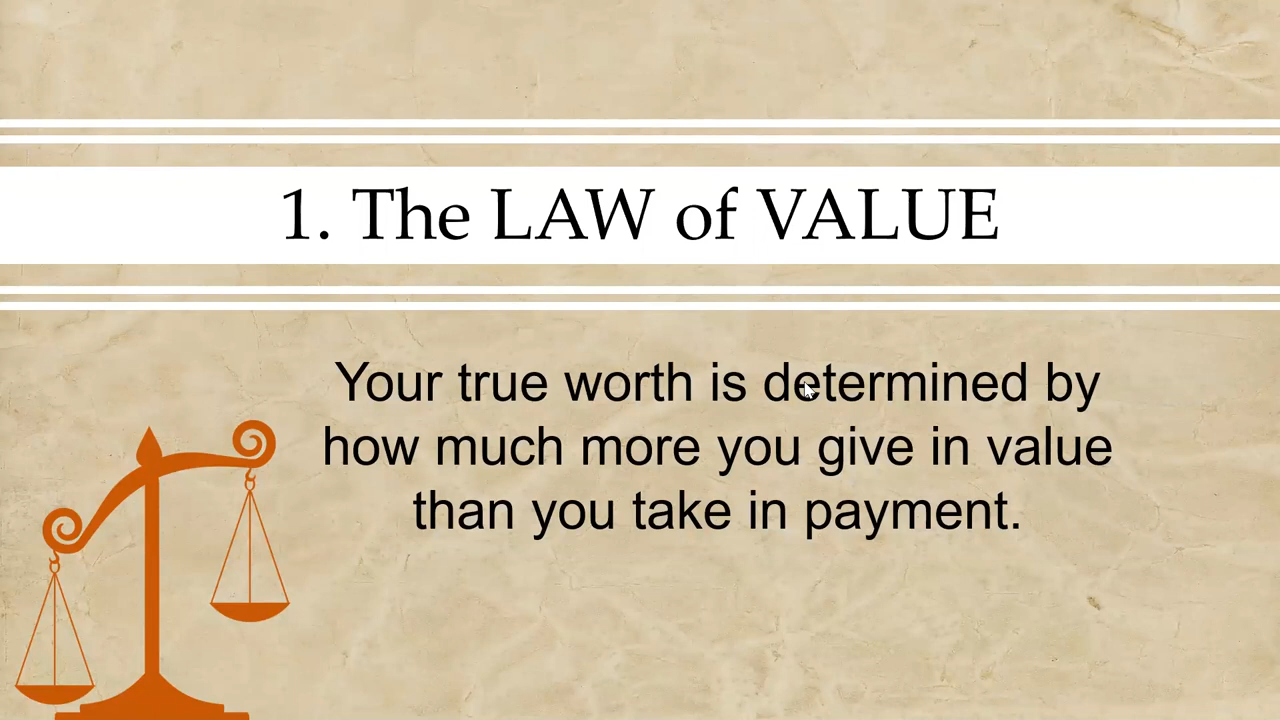 1. The LAW of VALUE
Your true worth is determined by
how much more you give in value
than you take in payment.